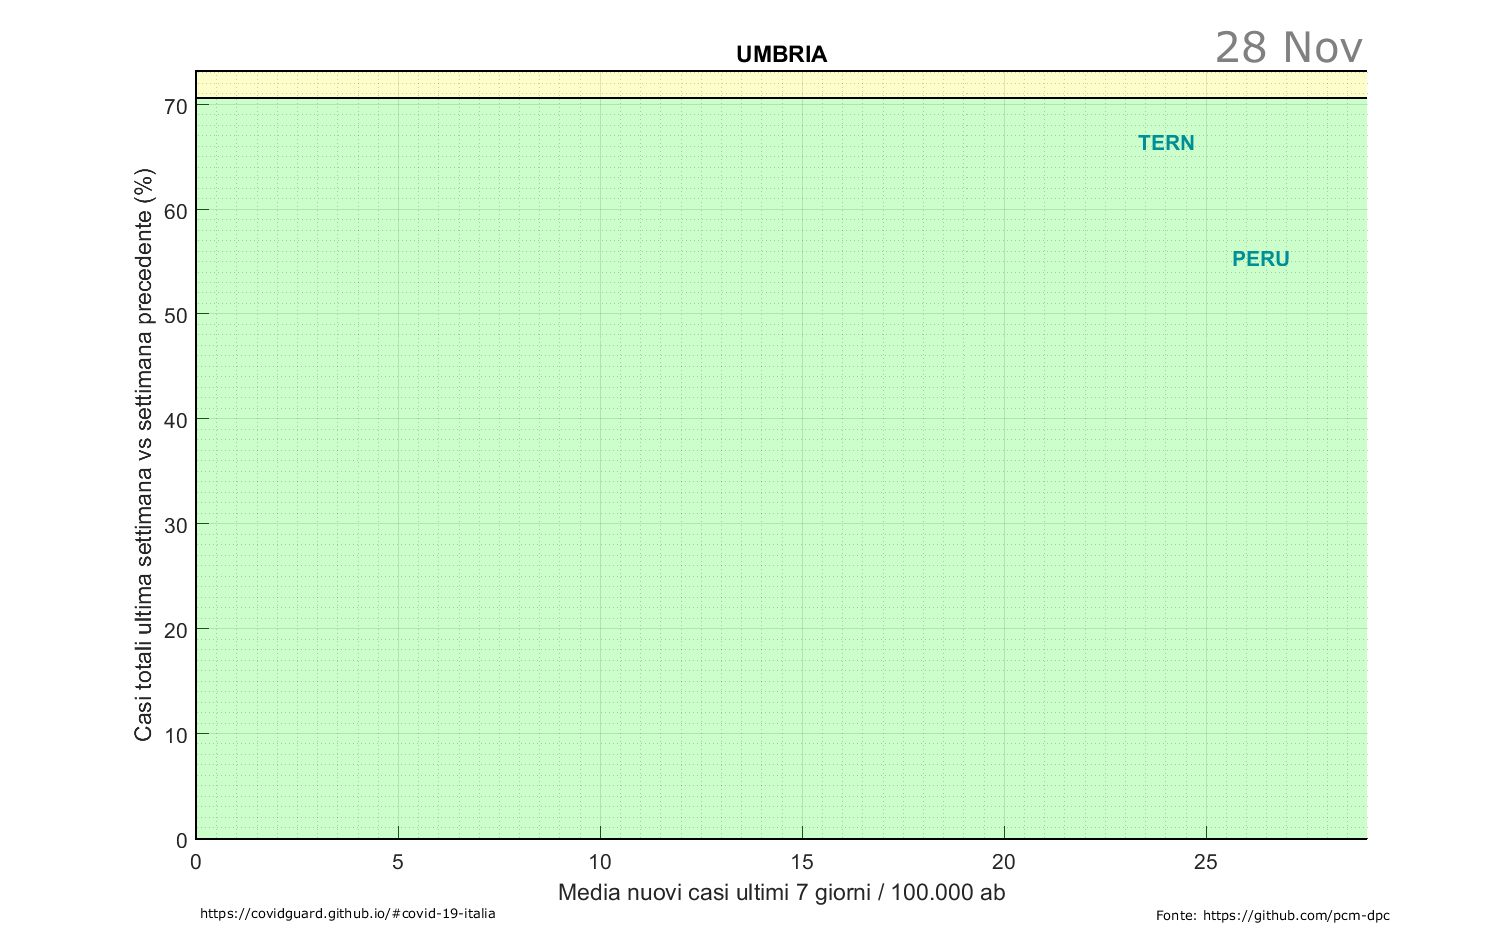 28 Nov
UMBRIA
70
60
50
40
30
20
10
0
Casi totali ultima settimana vs settimana precedente (%)
TERN
PERU
0 5 10 15 20 25
Media nuovi casi ultimi 7 giorni / 100.000 ab
https://covidguard.github.io/#covid-19-italia
Fonte: https://github.com/pcm-dpc